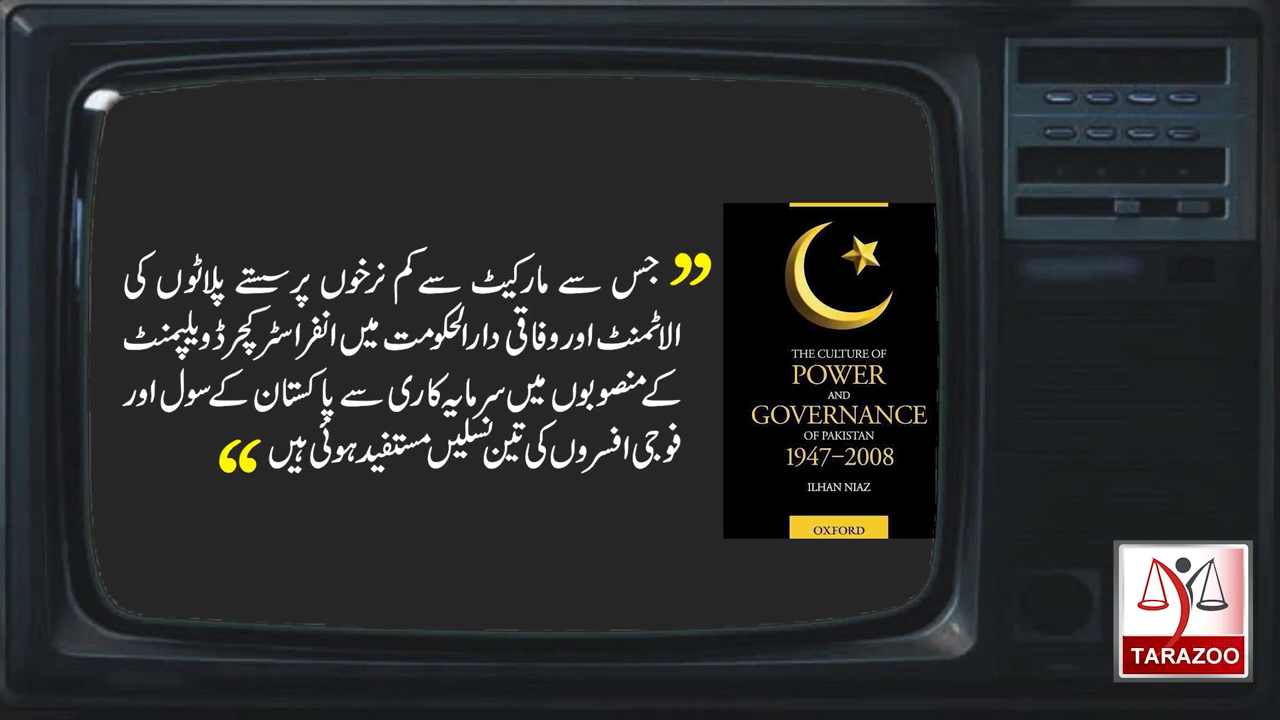 ”جس سے مارکیٹ سے کم نرخوں پر سستے پلاٹوں کی
الاٹمنٹ اور وفاقی دارالحکومت میں انفراسٹرکچر ڈویلپمنٹ
کے منصوبوں میں سرمایہ کاری سے پاکستان کے سول اور
فوجی افسروں کی تین نسلیں مستفید ہوئی ہیں“
THE CULTURE OF
POWER
AND
GOVERNANCE
OF PAKISTAN
1947–2008
ILHAN NIAZ
OXFORD
TARAZOO